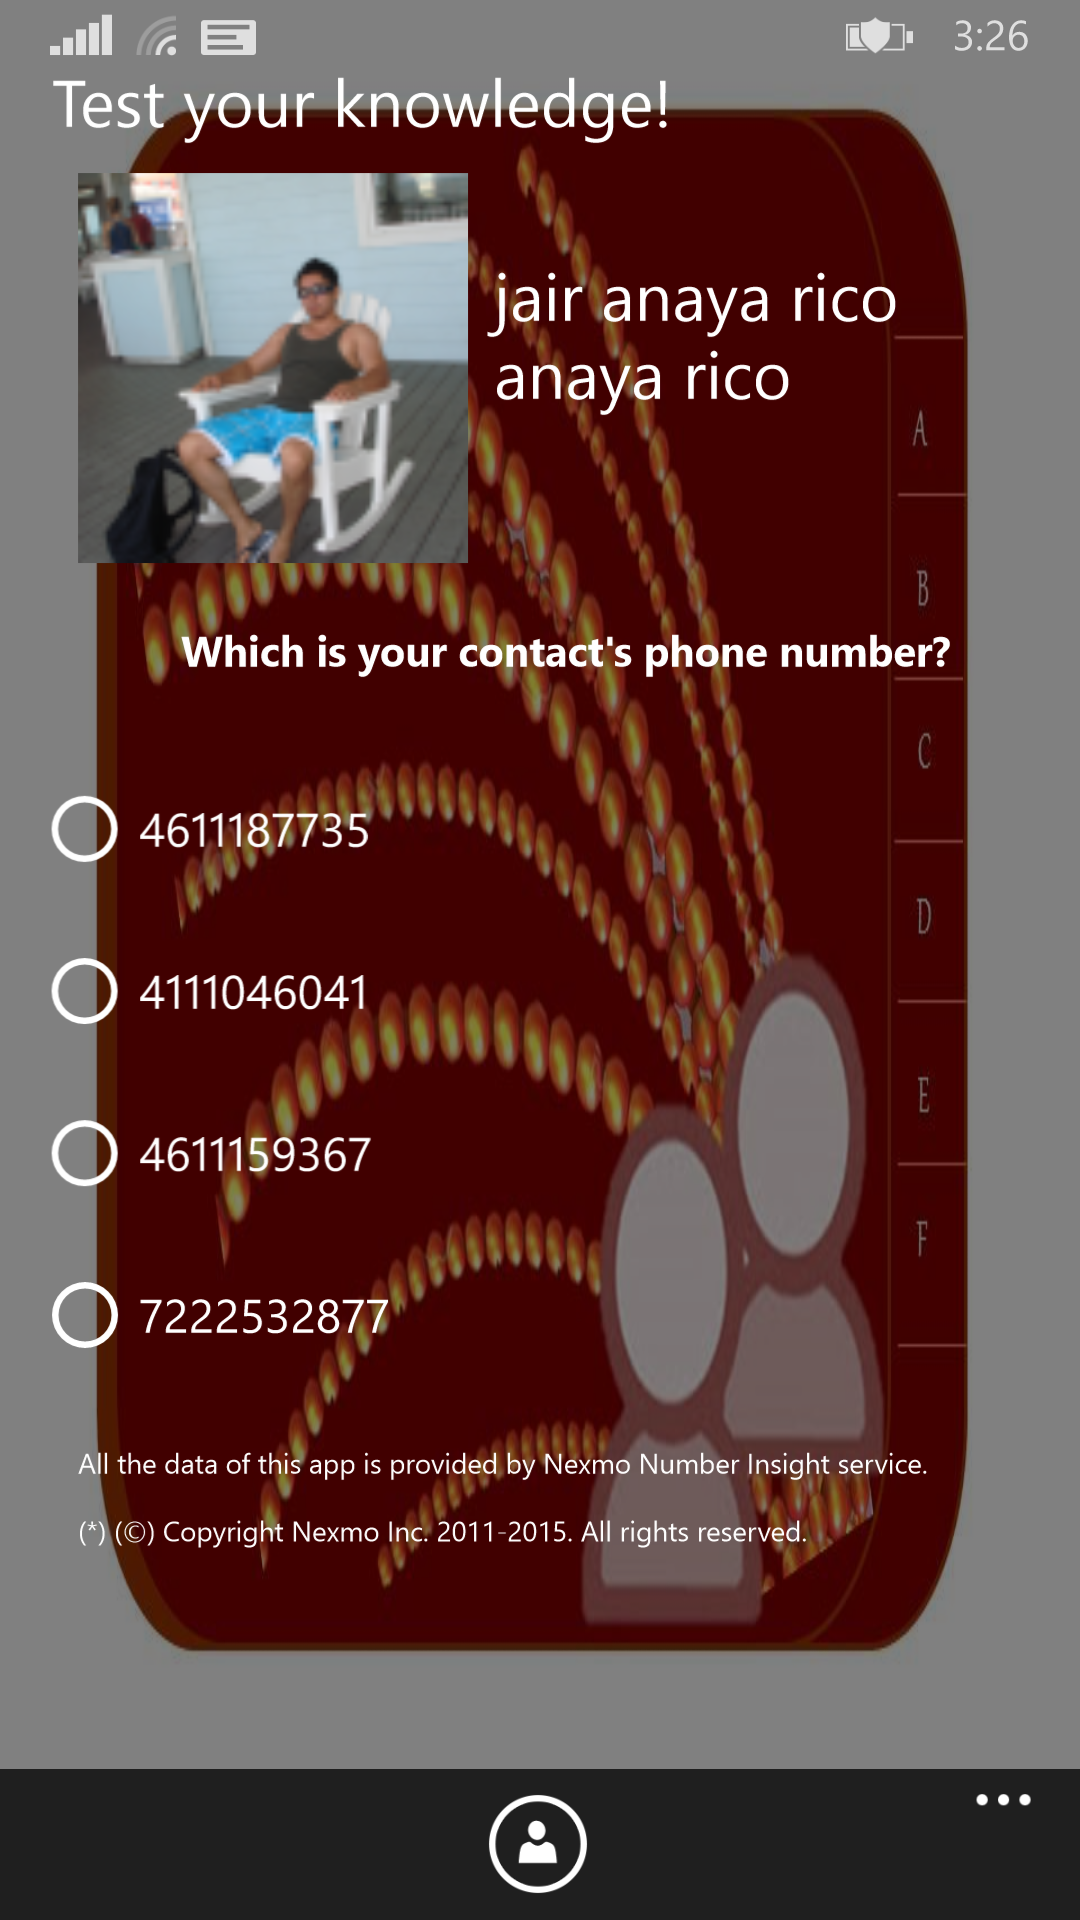 3:26
Test your knowledge!
jair anaya rico
anaya rico
A
Which is your contact's phone number?
B
C
4611187735
D
4111046041
E
4611159367
F
7222532877
All the data of this app is provided by Nexmo Number Insight service.
(*) (©) Copyright Nexmo Inc. 2011-2015. All rights reserved.